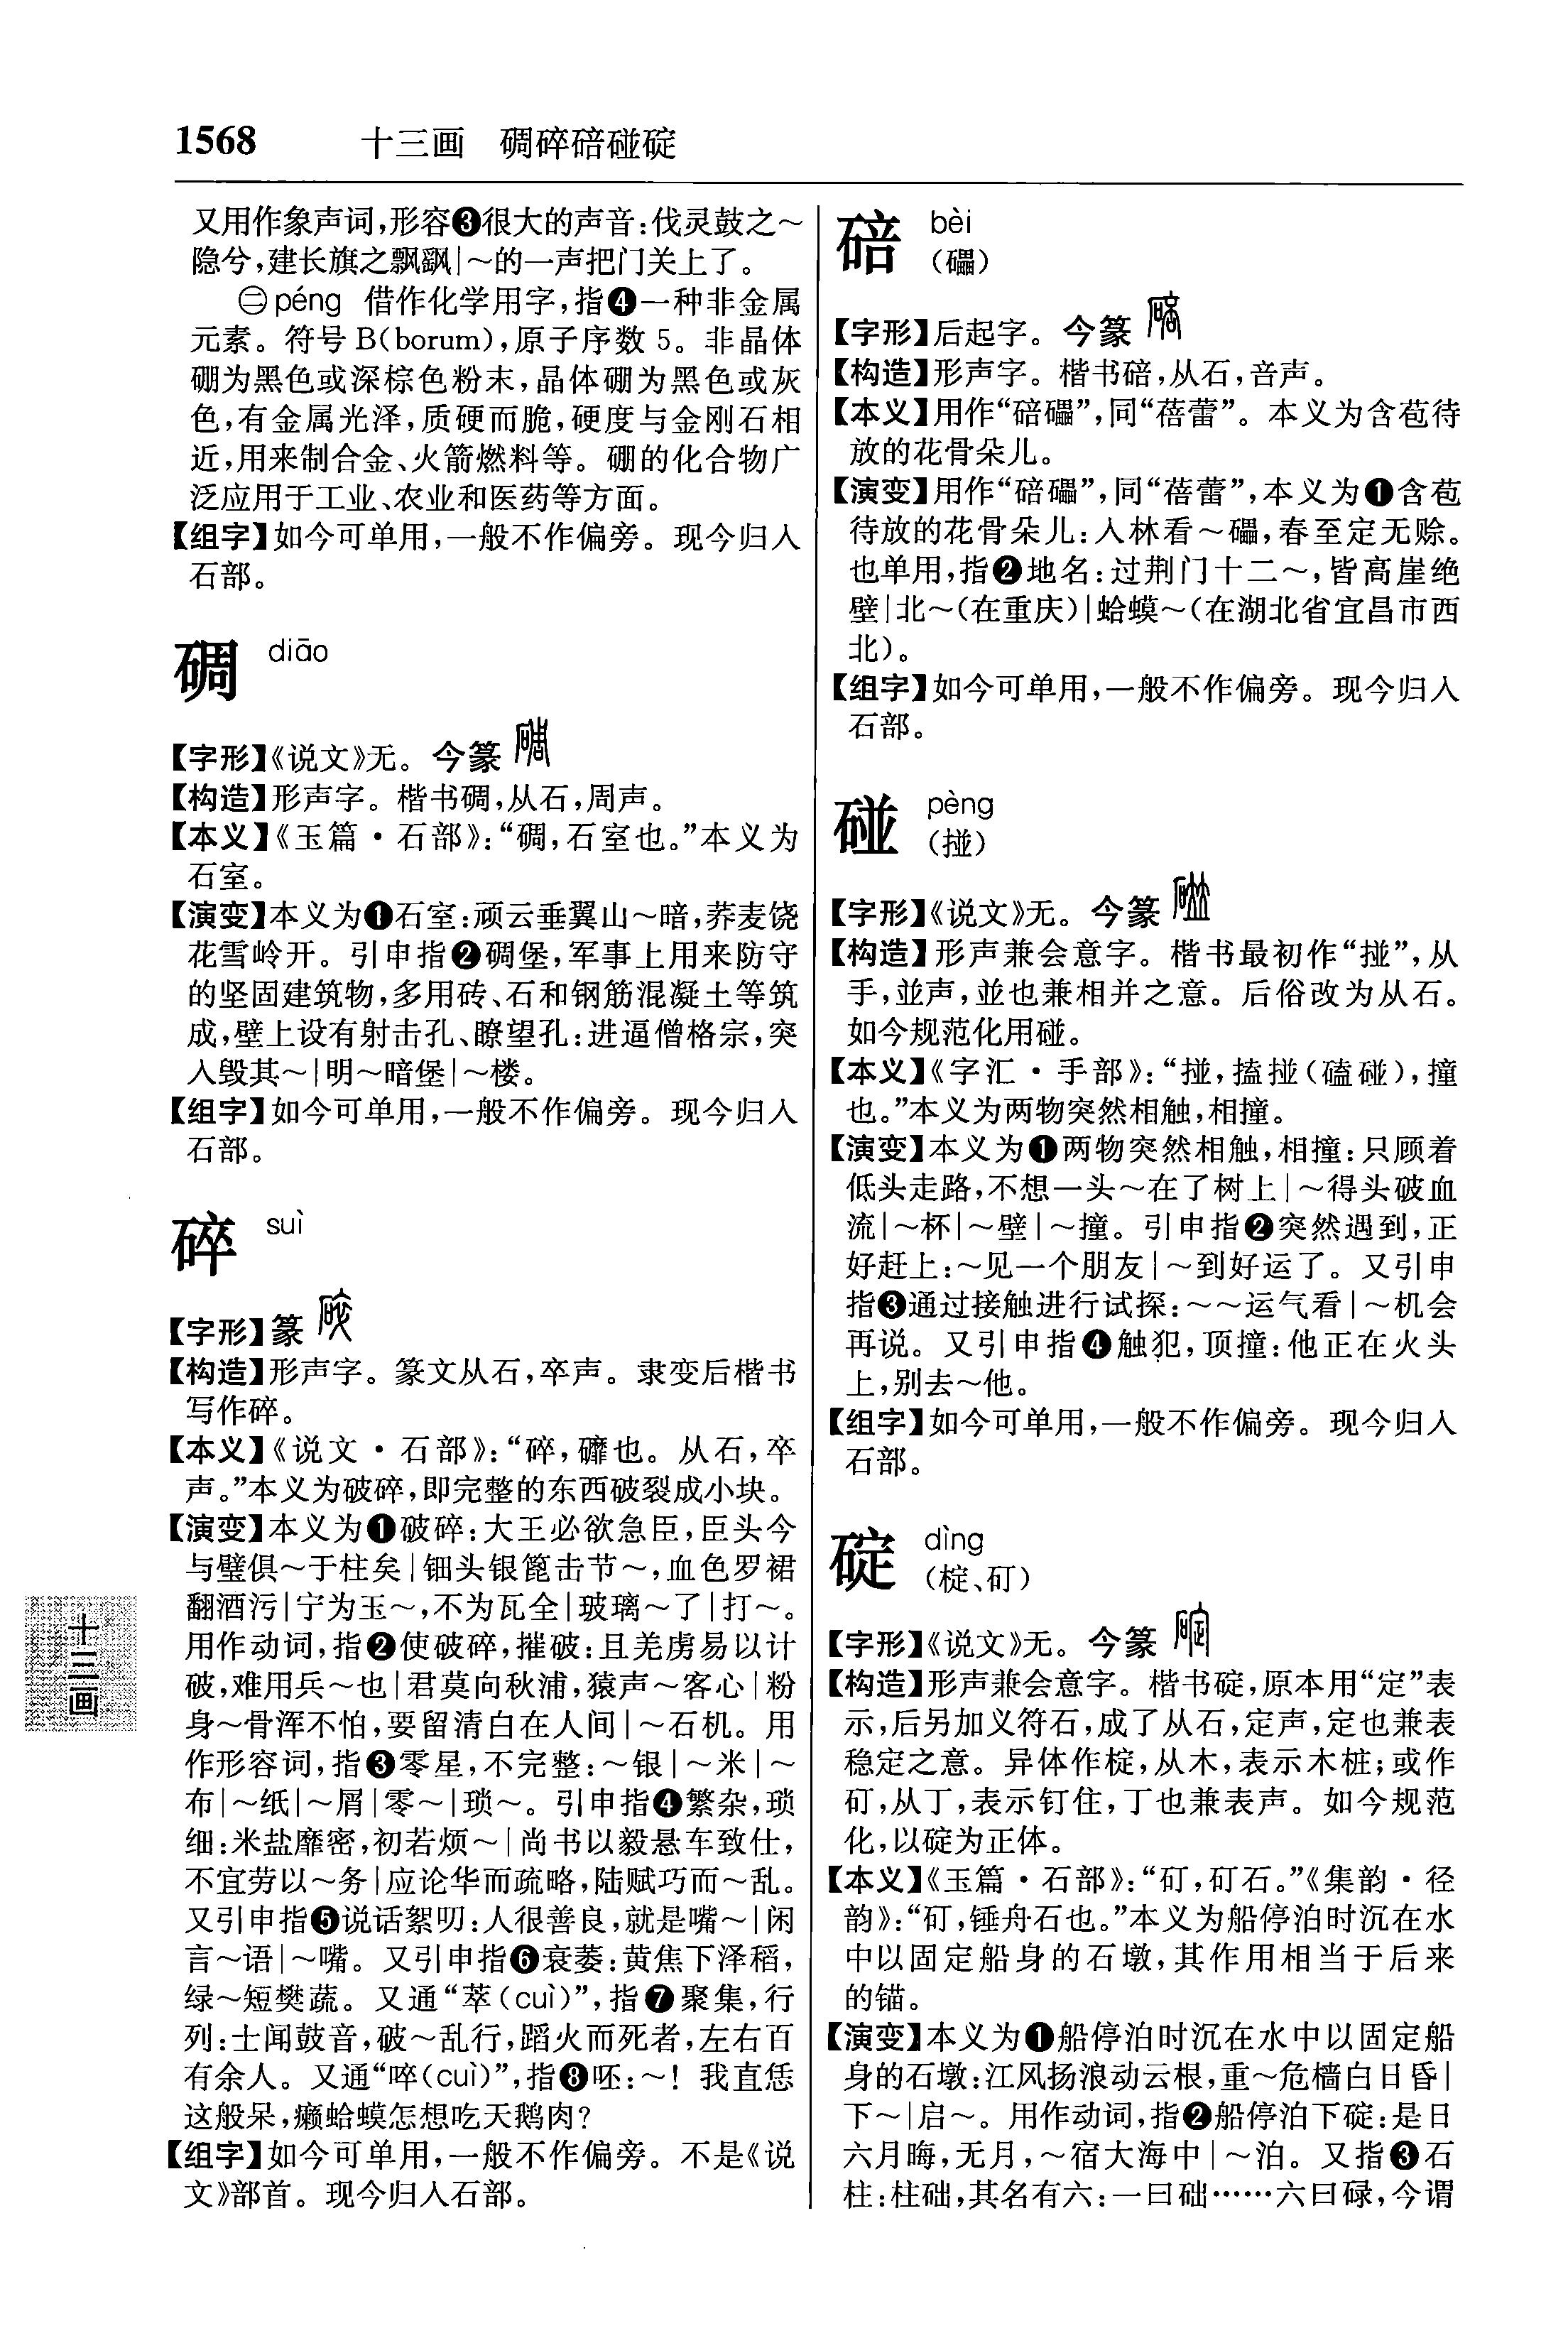 1568 十三画 碉碎碚碰碇
又用作象声词,形容❸很大的声音:伐灵鼓之～
隐兮,建长旗之飘飖|～的一声把门关上了。
㊁péng 借作化学用字,指❹一种非金属
元素。符号B(borum),原子序数5。非晶体
硼为黑色或深棕色粉末,晶体硼为黑色或灰
色,有金属光泽,质硬而脆,硬度与金刚石相
近,用来制合金、火箭燃料等。硼的化合物广
泛应用于工业、农业和医药等方面。
【组字】如今可单用,一般不作偏旁。现今归入
石部。
碉 diāo
【字形】《说文》无。今篆
【构造】形声字。楷书碉,从石,周声。
【本义】《玉篇·石部》:“碉,石室也。”本义为
石室。
【演变】本义为❶石室:顽云垂翼山～暗,荞麦饶
花雪岭开。引申指❷碉堡,军事上用来防守
的坚固建筑物,多用砖、石和钢筋混凝土等筑
成,壁上设有射击孔、瞭望孔:进逼僧格宗,突
入毁其～|明～暗堡|～楼。
【组字】如今可单用,一般不作偏旁。现今归入
石部。
碎 suì
【字形】篆
【构造】形声字。篆文从石,卒声。隶变后楷书
写作碎。
【本义】《说文·石部》:“碎,䃺也。从石,卒
声。”本义为破碎,即完整的东西破裂成小块。
【演变】本义为❶破碎:大王必欲急臣,臣头今
与璧俱～于柱矣|钿头银篦击节～,血色罗裙
翻酒污|宁为玉～,不为瓦全|玻璃～了|打～。
用作动词,指❷使破碎,摧破:且羌虏易以计
破,难用兵～也|君莫向秋浦,猿声～客心|粉
身～骨浑不怕,要留清白在人间|～石机。用
作形容词,指❸零星,不完整:～银|～米|～
布|～纸|～屑|零～|琐～。引申指❹繁杂,琐
细:米盐靡密,初若烦～|尚书以毅悬车致仕,
不宜劳以～务|应论华而疏略,陆赋巧而～乱。
又引申指❺说话絮叨:人很善良,就是嘴～|闲
言～语|～嘴。又引申指❻衰萎:黄焦下泽稻,
绿～短樊蔬。又通“萃(cuì)”,指❼聚集,行
列:士闻鼓音,破～乱行,蹈火而死者,左右百
有余人。又通“啐(cuì)”,指❽呸:～！我直恁
这般呆,癞蛤蟆怎想吃天鹅肉?
【组字】如今可单用,一般不作偏旁。不是《说
文》部首。现今归入石部。
碚 bèi
(礧)
【字形】后起字。今篆
【构造】形声字。楷书碚,从石,咅声。
【本义】用作“碚礧”,同“蓓蕾”。本义为含苞待
放的花骨朵儿。
【演变】用作“碚礧”,同“蓓蕾”,本义为❶含苞
待放的花骨朵儿:入林看～礧,春至定无赊。
也单用,指❷地名:过荆门十二～,皆高崖绝
壁|北～(在重庆)|蛤蟆～(在湖北省宜昌市西
北)。
【组字】如今可单用,一般不作偏旁。现今归入
石部。
碰 pèng
(掽)
【字形】《说文》无。今篆
【构造】形声兼会意字。楷书最初作“掽”,从
手,並声,並也兼相并之意。后俗改为从石。
如今规范化用碰。
【本义】《字汇·手部》:“掽,搕掽(磕碰),撞
也。”本义为两物突然相触,相撞。
【演变】本义为❶两物突然相触,相撞:只顾着
低头走路,不想一头～在了树上|～得头破血
流|～杯|～壁|～撞。引申指❷突然遇到,正
好赶上:～见一个朋友|～到好运了。又引申
指❸通过接触进行试探:～～运气看|～机会
再说。又引申指❹触犯,顶撞:他正在火头
上,别去～他。
【组字】如今可单用,一般不作偏旁。现今归入
石部。
碇 dìng
(椗、矴)
【字形】《说文》无。今篆
【构造】形声兼会意字。楷书碇,原本用“定”表
示,后另加义符石,成了从石,定声,定也兼表
稳定之意。异体作椗,从木,表示木桩;或作
矴,从丁,表示钉住,丁也兼表声。如今规范
化,以碇为正体。
【本义】《玉篇·石部》:“矴,矴石。”《集韵·径
韵》:“矴,锤舟石也。”本义为船停泊时沉在水
中以固定船身的石墩,其作用相当于后来
的锚。
【演变】本义为❶船停泊时沉在水中以固定船
身的石墩:江风扬浪动云根,重～危樯白日昏|
下～|启～。用作动词,指❷船停泊下碇:是日
六月晦,无月,～宿大海中|～泊。又指❸石
柱:柱础,其名有六:一曰础……六曰碌,今谓
十三画